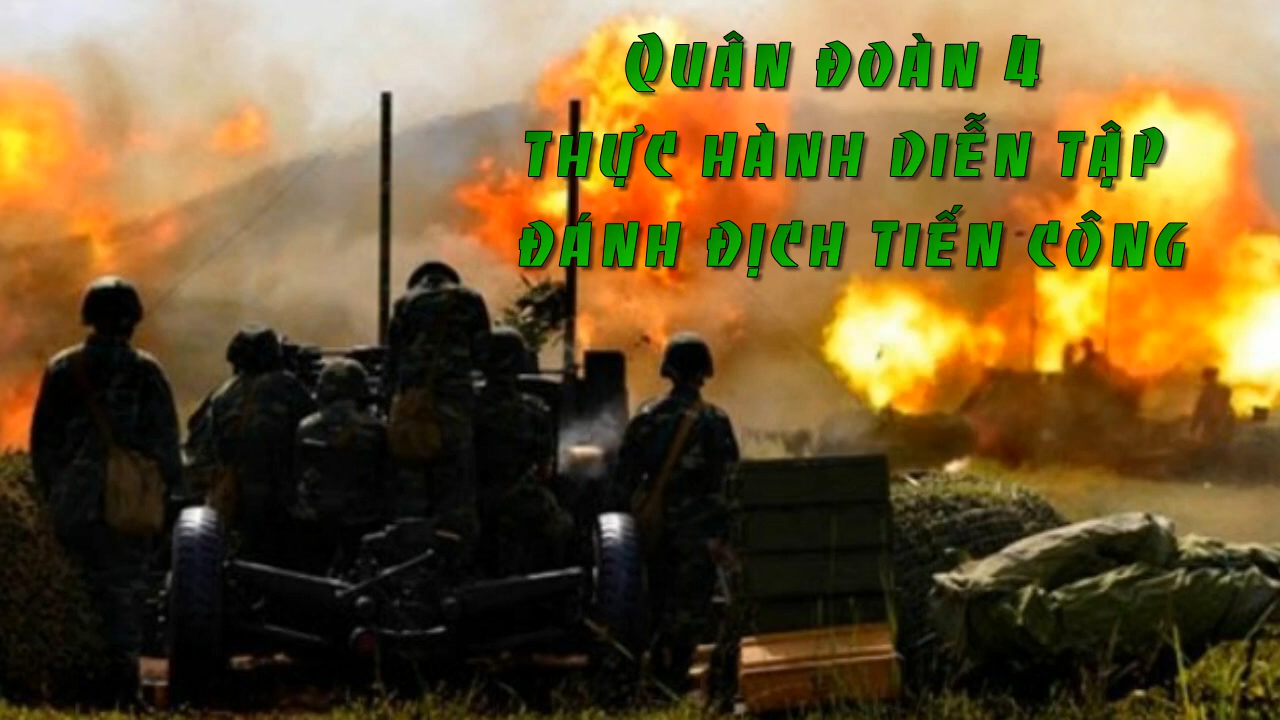 Quân đoàn 4
thực hành diễn tập
đánh địch tiến công